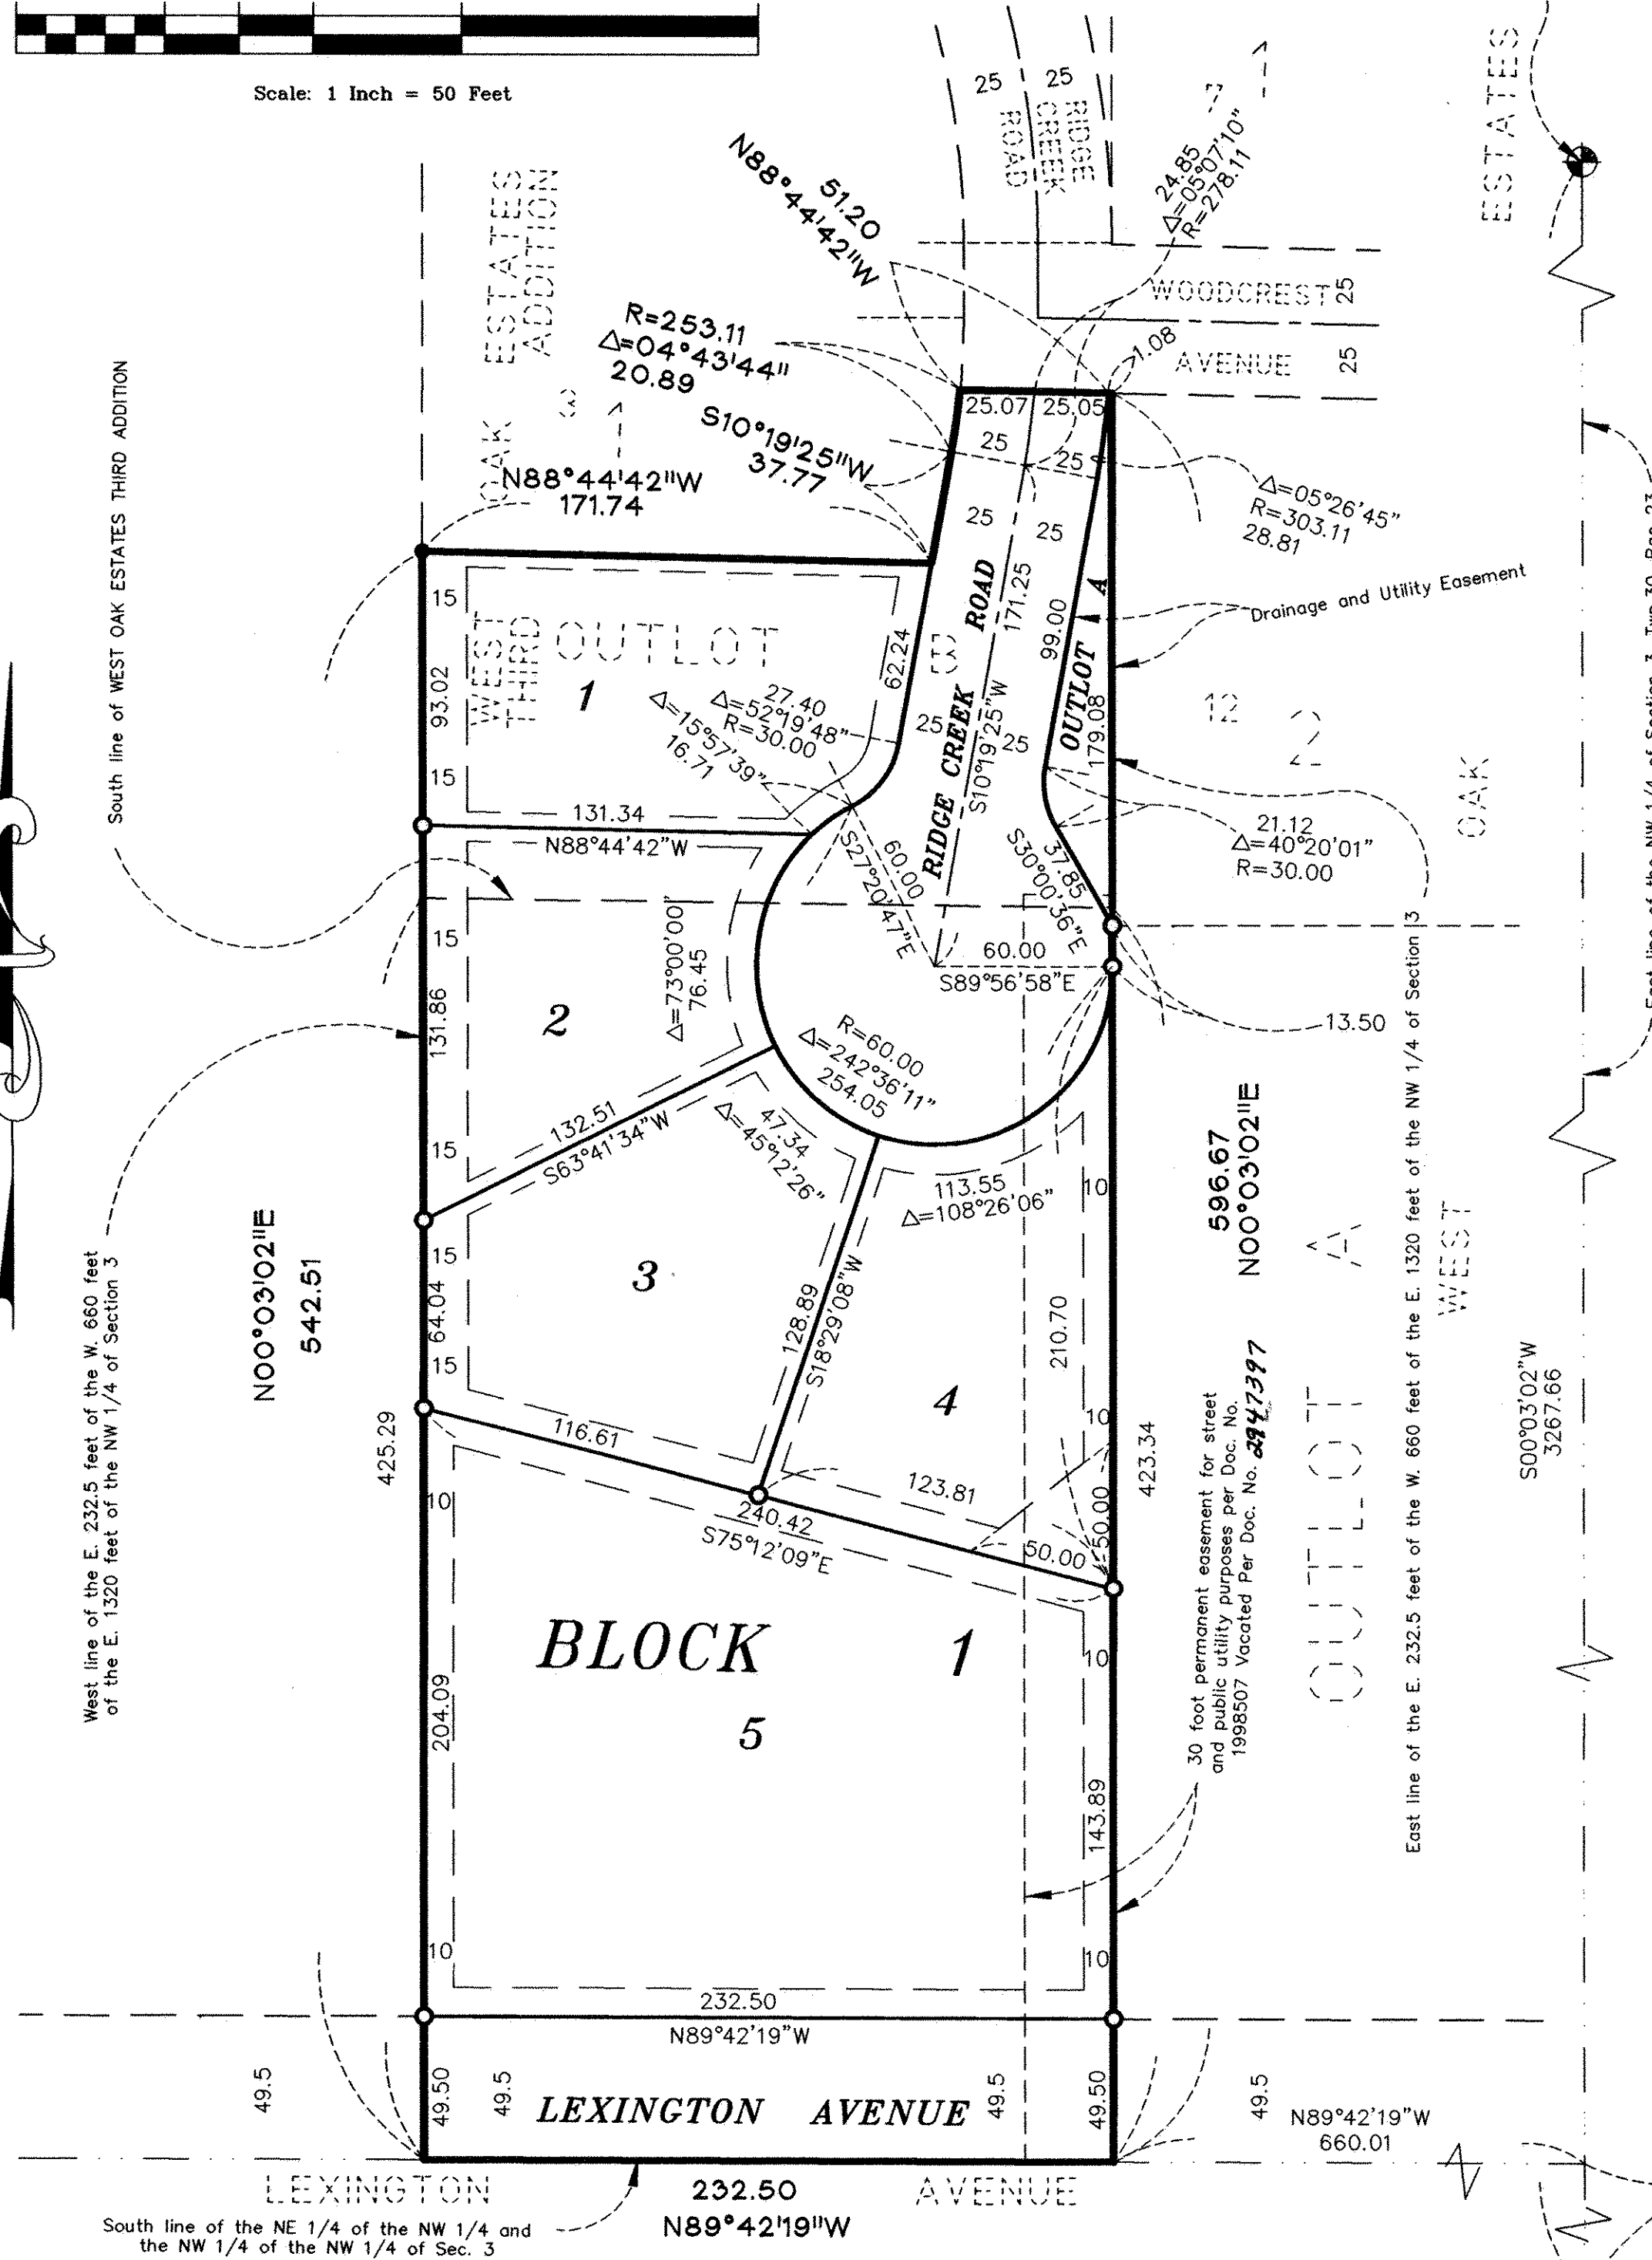 Scale: 1 Inch = 50 Feet
25
25
RIDGE
CREEK
ROAD
7
24.85
Δ=05°07'10"
R=278.11
ESTATES
N88°44'42"W
51.20
WEST OAK ESTATES
THIRD ADDITION
3
WOODCREST
AVENUE
25
25
1.08
R=253.11
Δ=04°43'44"
20.89
S10°19'25"W
37.77
N88°44'42"W
171.74
25.07
25.05
25
25
25
25
Δ=05°26'45"
R=303.11
28.81
Drainage and Utility Easement
South line of WEST OAK ESTATES THIRD ADDITION
15
93.02
15
OUTLOT
B
1
62.24
27.40
Δ=52°19'48"
R=30.00
Δ=15°57'39"
16.71
RIDGE CREEK ROAD
171.25
S10°19'25"W
25
25
99.00
OUTLOT A
179.08
12
2
OAK
131.34
N88°44'42"W
60.00
S27°20'47"E
37.85
S30°00'36"E
21.12
Δ=40°20'01"
R=30.00
60.00
S89°56'58"E
13.50
15
131.86
15
2
Δ=73°00'00"
76.45
R=60.00
Δ=242°36'11"
254.05
132.51
S63°41'34"W
47.34
Δ=45°12'26"
113.55
Δ=108°26'06"
10
West line of the E. 232.5 feet of the W. 660 feet
of the E. 1320 feet of the NW 1/4 of Section 3
N00°03'02"E
542.51
15
64.04
15
3
128.89
S18°29'08"W
4
210.70
10
596.67
N00°03'02"E
OUTLOT A
WEST
East line of the E. 232.5 feet of the W. 660 feet of the E. 1320 feet of the NW 1/4 of Section 3
S00°03'02"W
3267.66
425.29
116.61
240.42
S75°12'09"E
123.81
50.00
50.00
423.34
30 foot permanent easement for street
and public utility purposes per Doc. No.
1998507 Vacated Per Doc. No. 2947397
10
BLOCK 1
10
204.09
5
143.89
10
10
232.50
N89°42'19"W
49.5
49.50
49.5
LEXINGTON AVENUE
49.5
49.50
49.5
N89°42'19"W
660.01
LEXINGTON AVENUE
232.50
N89°42'19"W
South line of the NE 1/4 of the NW 1/4 and
the NW 1/4 of the NW 1/4 of Sec. 3